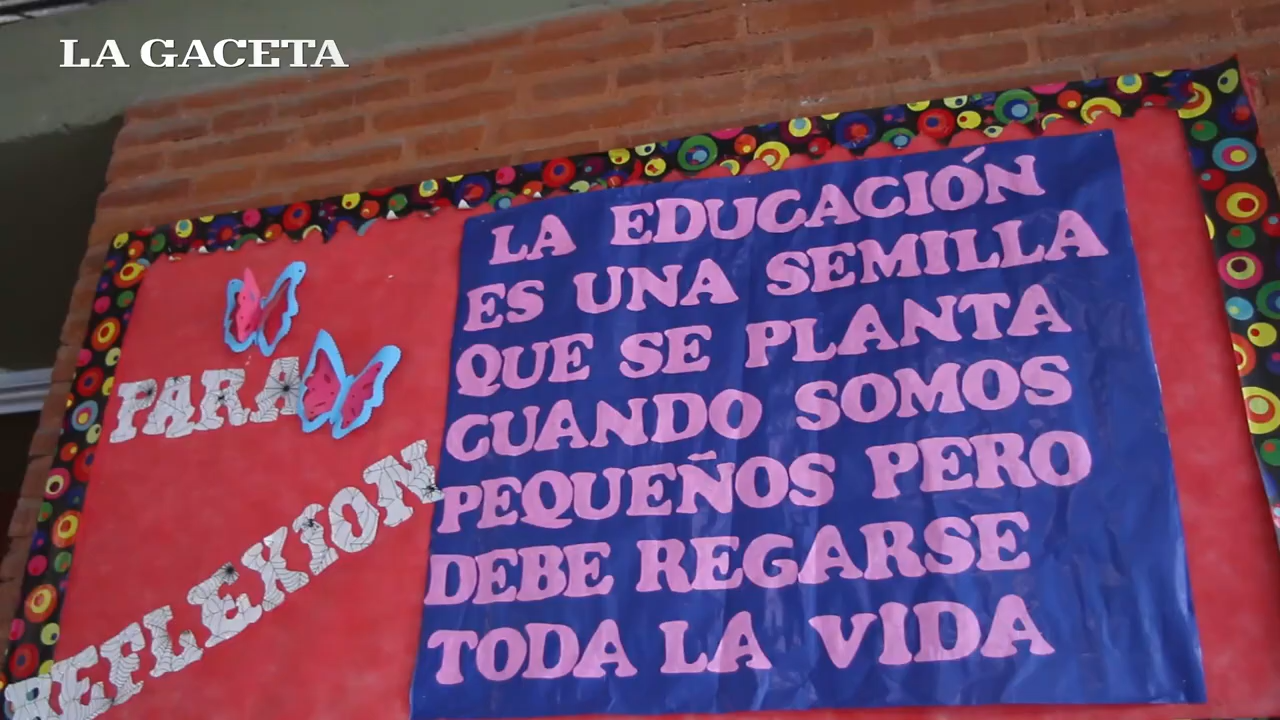 LA GACETA
LA EDUCACIÓN
ES UNA SEMILLA
QUE SE PLANTA
CUANDO SOMOS
PEQUEÑOS PERO
DEBE REGARSE
TODA LA VIDA
PARA
REFLEXION